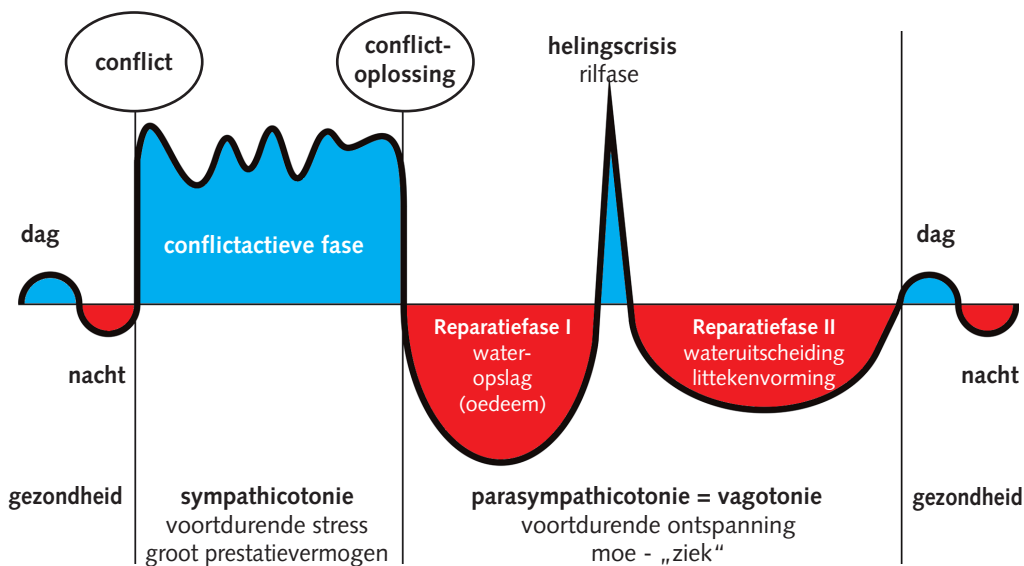 conflict
conflict-
oplossing
helingscrisis
rilfase
dag
conflictactieve fase
dag
Reparatiefase I
water-
opslag
(oedeem)
Reparatiefase II
wateruitscheiding
littekenvorming
nacht
nacht
gezondheid
sympathicotonie
voortdurende stress
groot prestatievermogen
parasympathicotonie = vagotonie
voortdurende ontspanning
moe - „ziek“
gezondheid